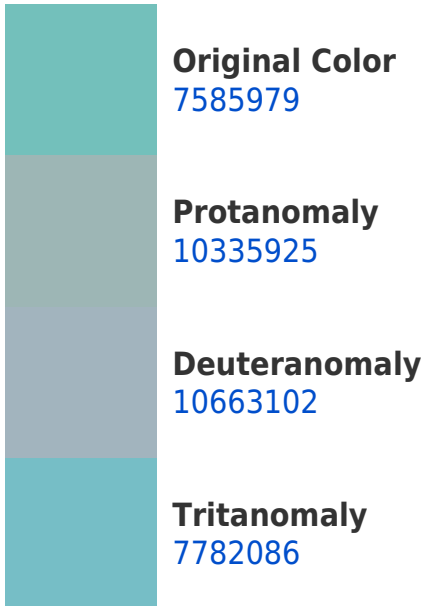 Original Color
7585979
Protanomaly
10335925
Deuteranomaly
10663102
Tritanomaly
7782086